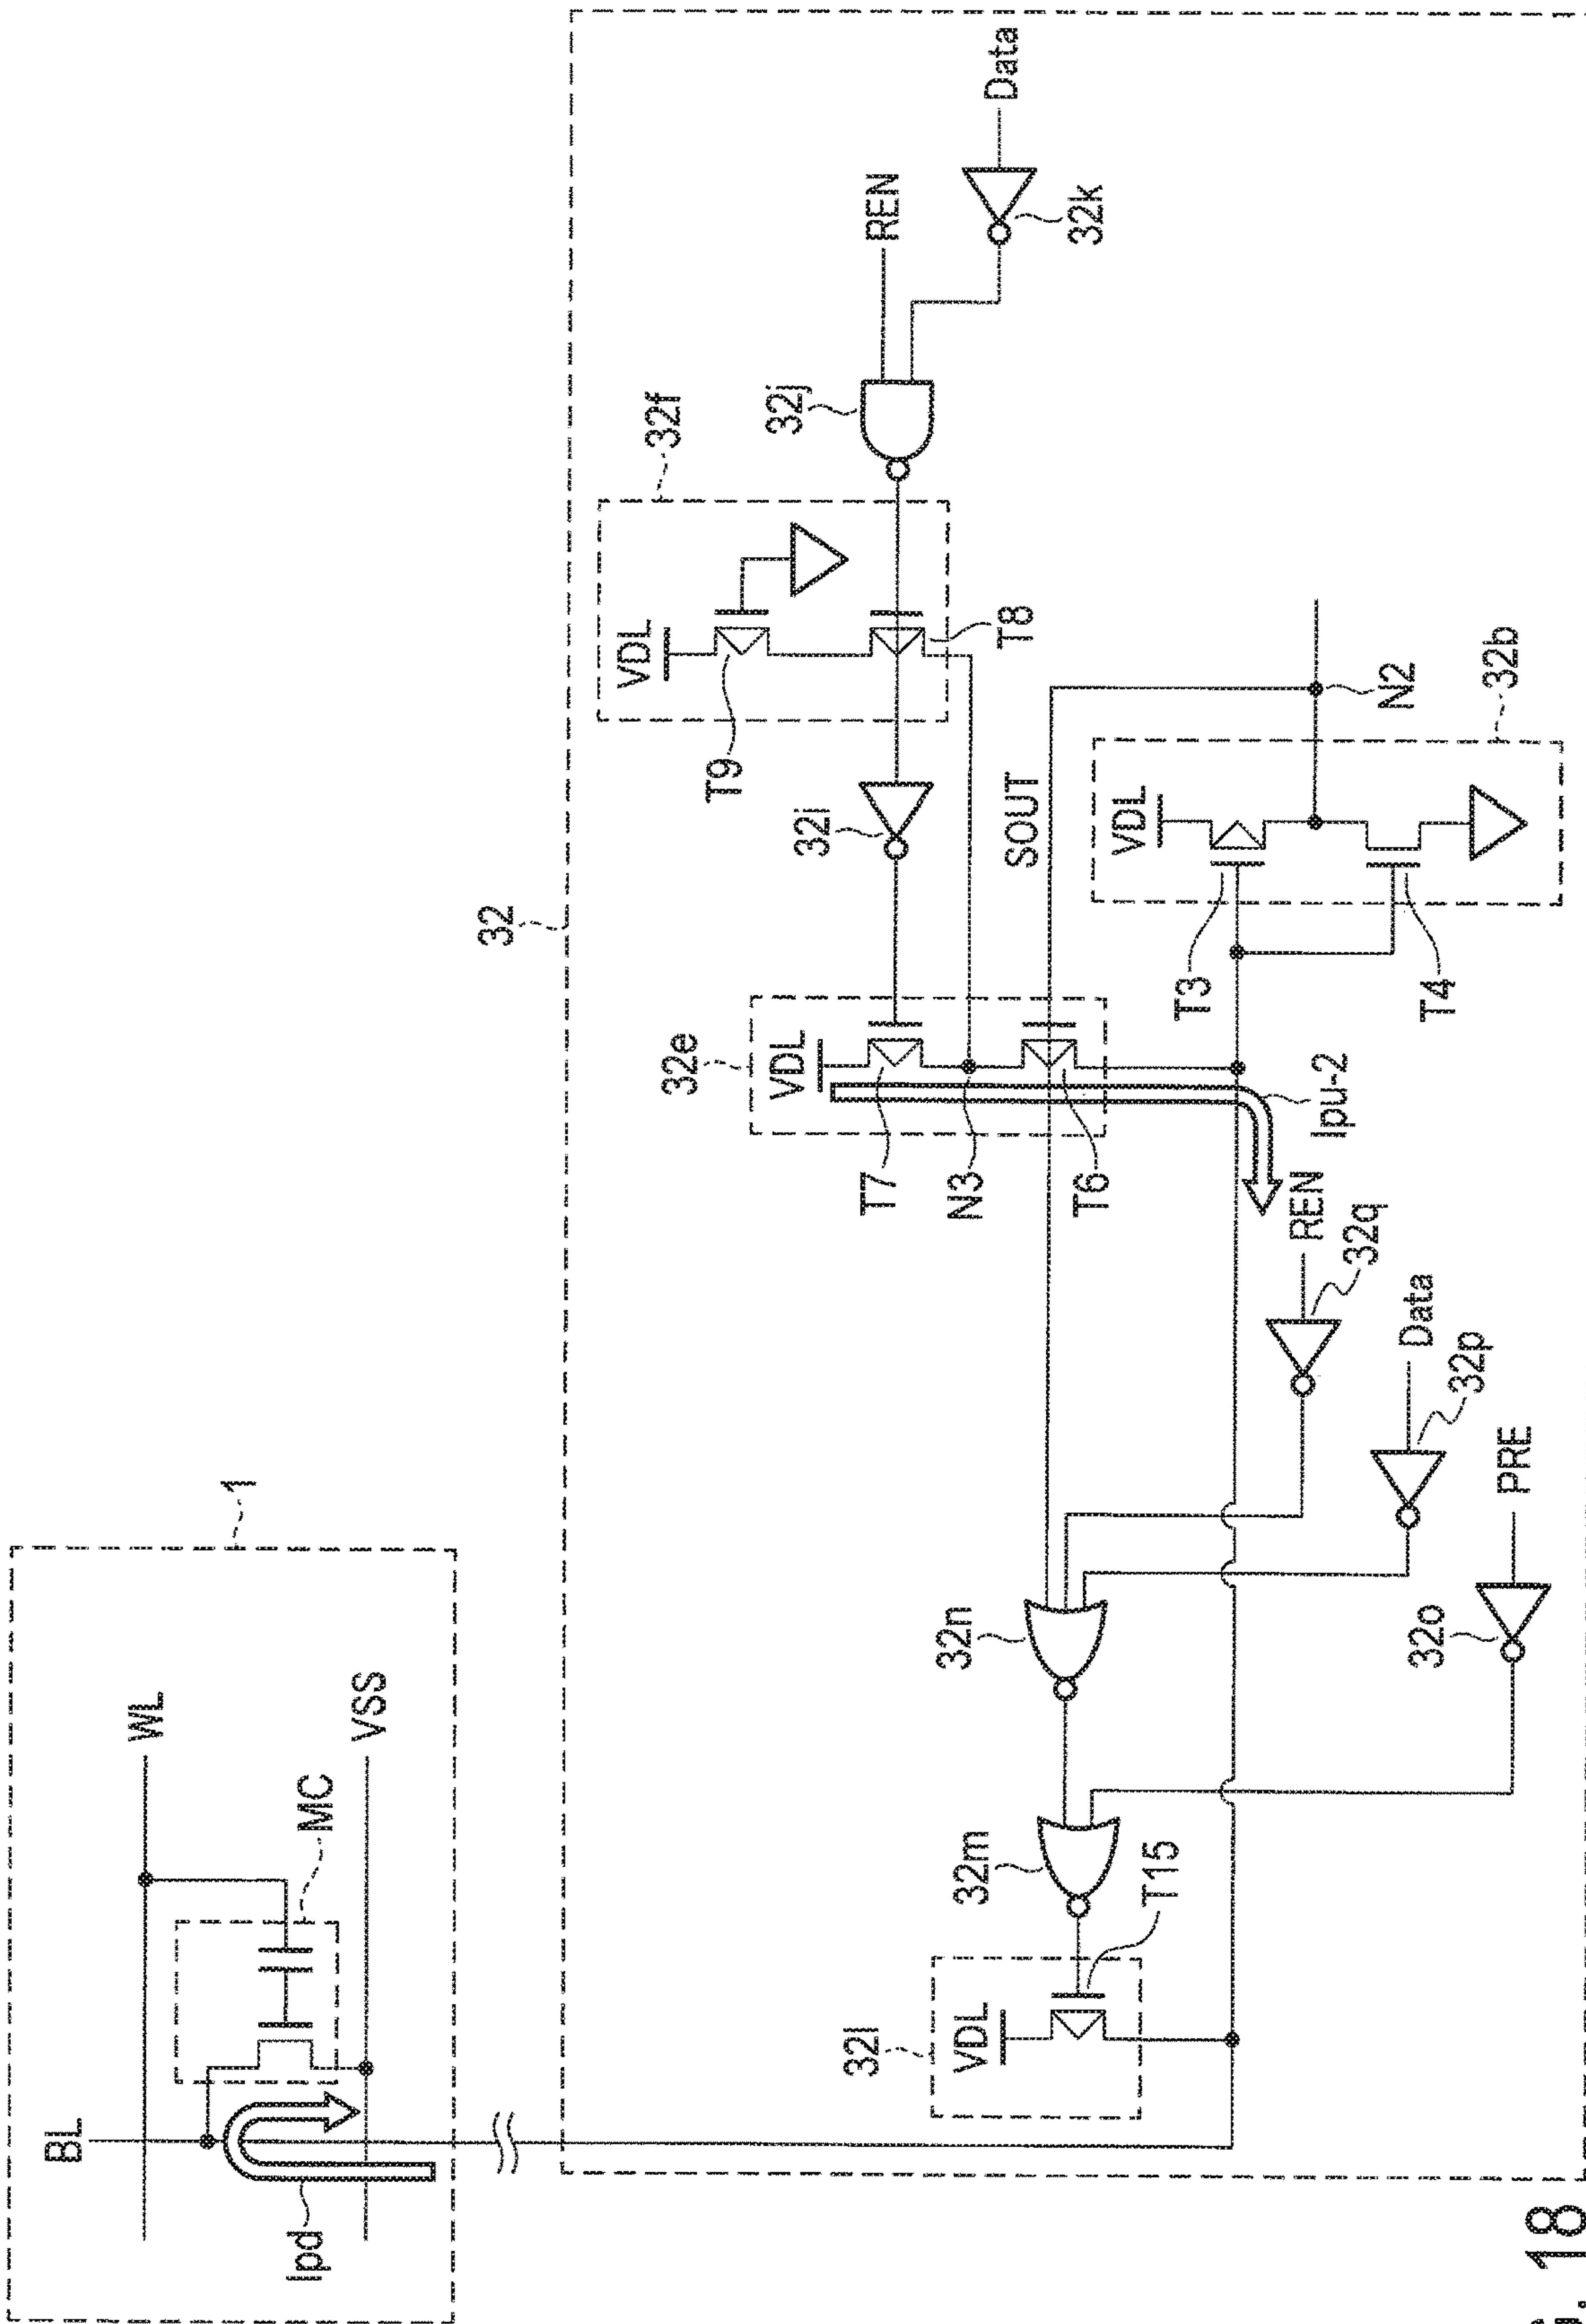 BL
WL
VSS
MC
Ipd
1
32
32l
VDL
T15
32m
32n
32o
PRE
32p
Data
32q
REN
32e
VDL
T7
N3
T6
Ipu-2
SOUT
32i
32f
VDL
T9
T8
32j
REN
Data
32k
32b
VDL
T3
T4
N2
18